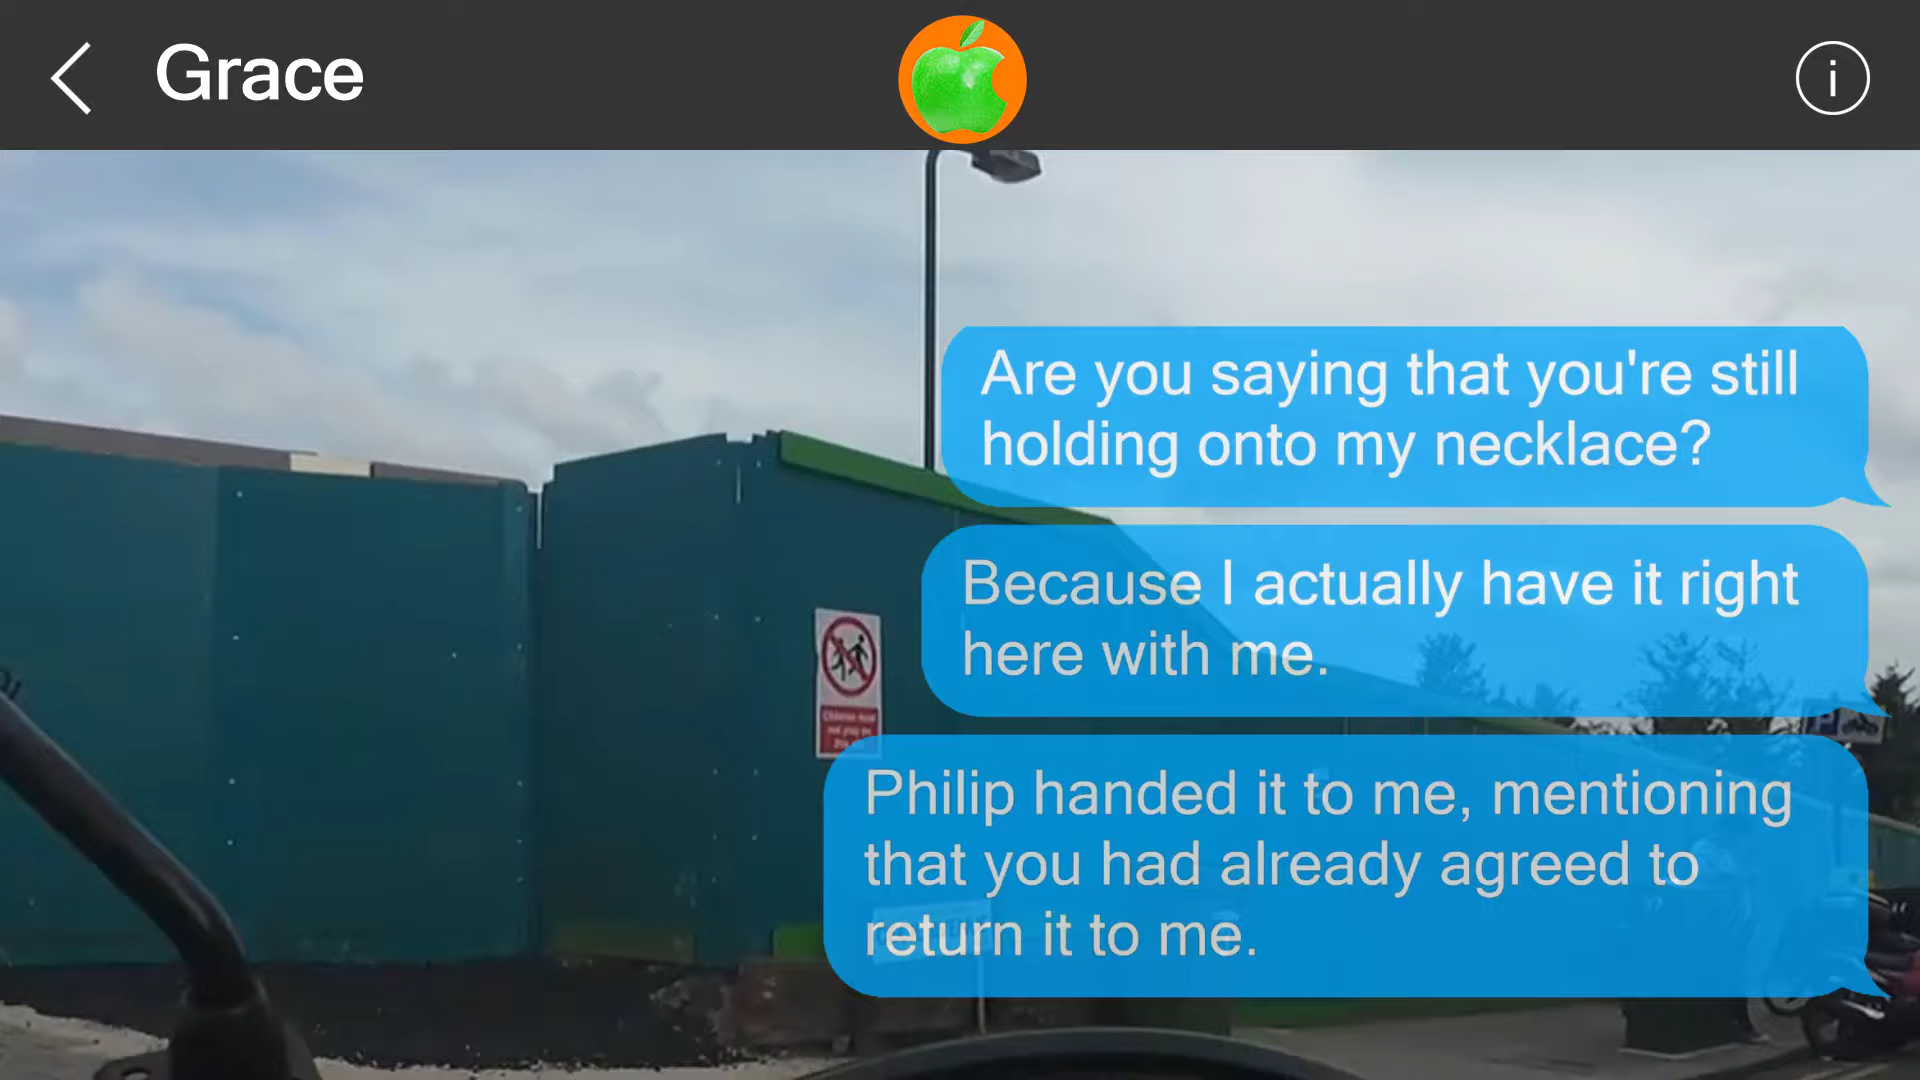 Grace
Are you saying that you're still
holding onto my necklace?
Because I actually have it right
here with me.
Philip handed it to me, mentioning
that you had already agreed to
return it to me.